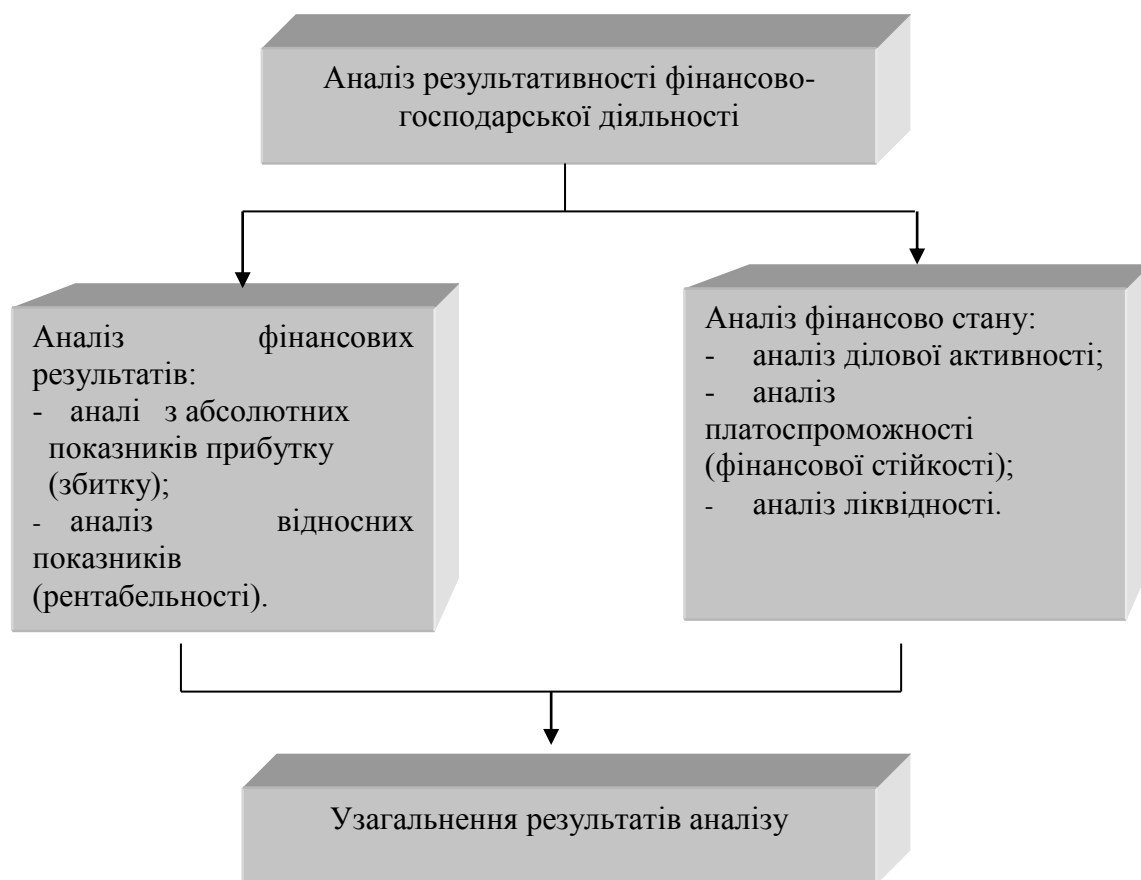 Аналіз результативності фінансово-
господарської діяльності
Аналіз фінансових
результатів:
- аналі з абсолютних
показників прибутку
(збитку);
- аналіз відносних
показників
(рентабельності).
Аналіз фінансово стану:
- аналіз ділової активності;
- аналіз
платоспроможності
(фінансової стійкості);
- аналіз ліквідності.
Узагальнення результатів аналізу